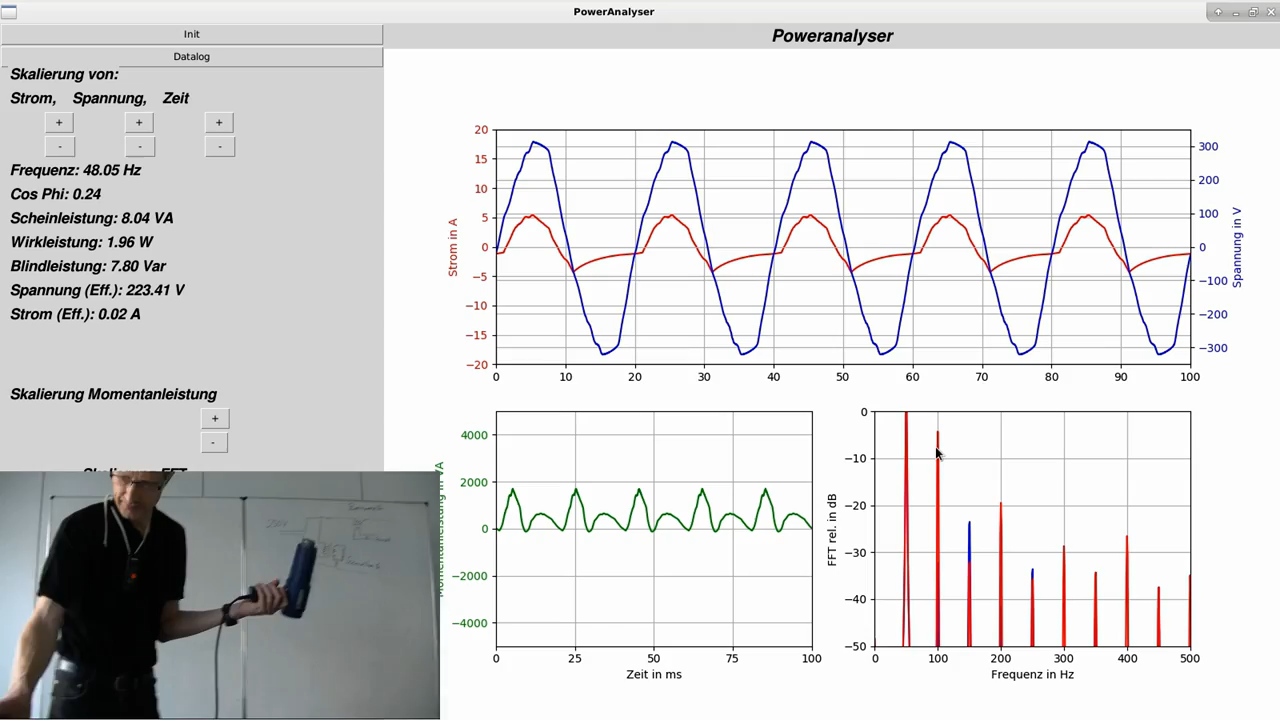 PowerAnalyser
Init
Poweranalyser
Datalog
Skalierung von:
Strom, Spannung, Zeit
+ + +
- - -
Frequenz: 48.05 Hz
Cos Phi: 0.24
Scheinleistung: 8.04 VA
Wirkleistung: 1.96 W
Blindleistung: 7.80 Var
Spannung (Eff.): 223.41 V
Strom (Eff.): 0.02 A
Skalierung Momentanleistung
+
-
Strom in A
20
15
10
5
0
−5
−10
−15
−20
300
200
100
0
−100
−200
−300
Spannung in V
0 10 20 30 40 50 60 70 80 90 100
4000
2000
0
−2000
−4000
0 25 50 75 100
Zeit in ms
FFT rel. in dB
0
−10
−20
−30
−40
−50
0 100 200 300 400 500
Frequenz in Hz